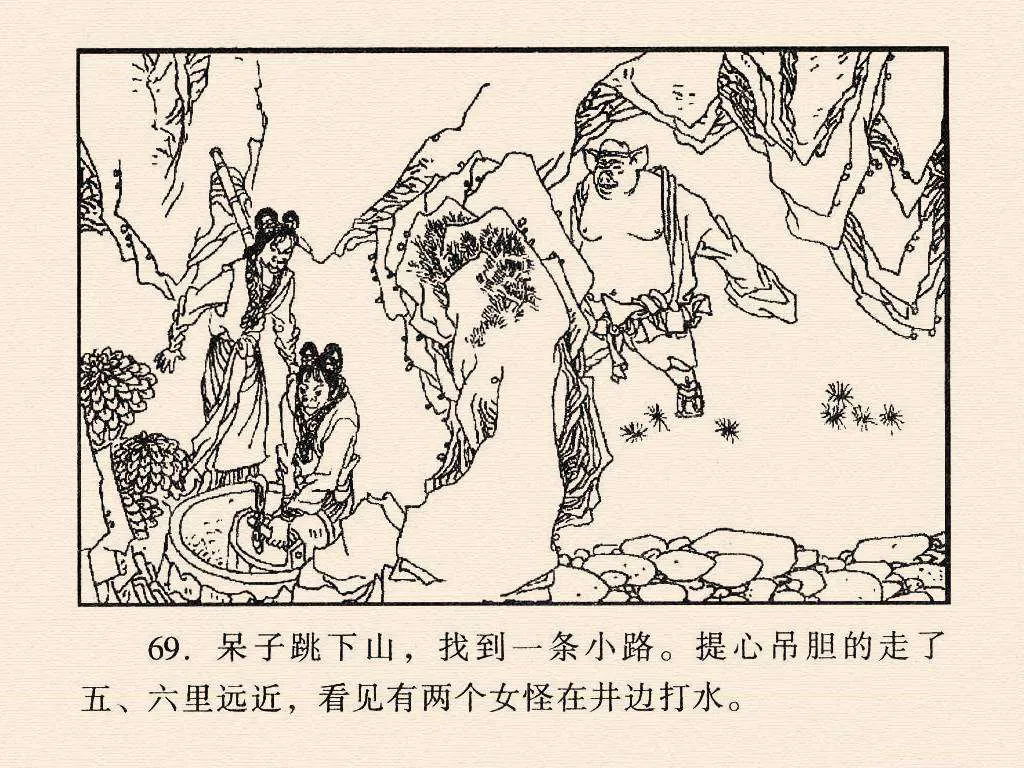 69. 呆子跳下山，找到一条小路。提心吊胆的走了
五、六里远近，看见有两个女怪在井边打水。